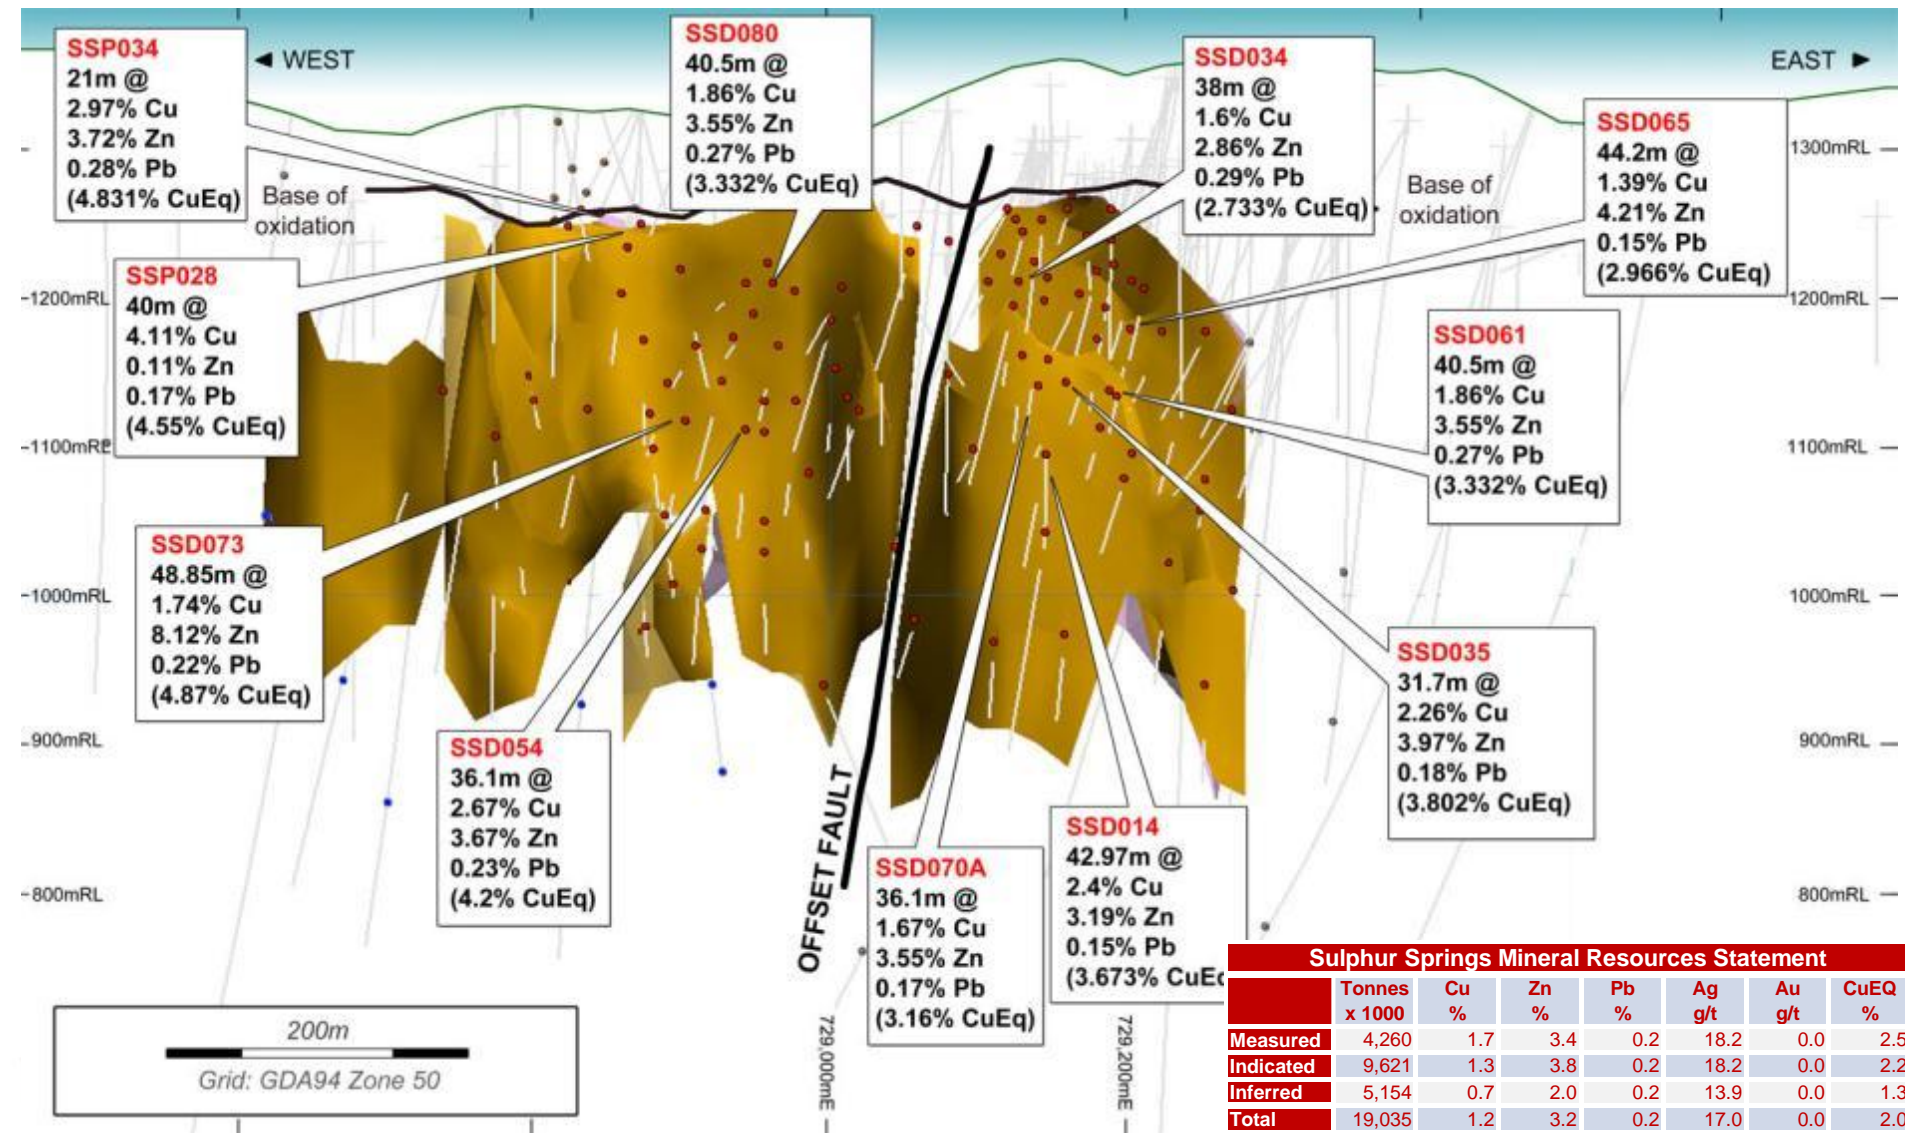 SSP034
21m @
2.97% Cu
3.72% Zn
0.28% Pb
(4.831% CuEq)
◄ WEST
SSD080
40.5m @
1.86% Cu
3.55% Zn
0.27% Pb
(3.332% CuEq)
SSD034
38m @
1.6% Cu
2.86% Zn
0.29% Pb
(2.733% CuEq)
EAST ►
SSD065
44.2m @
1.39% Cu
4.21% Zn
0.15% Pb
(2.966% CuEq)
1300mRL
Base of
oxidation
Base of
oxidation
SSP028
40m @
4.11% Cu
0.11% Zn
0.17% Pb
(4.55% CuEq)
1200mRL
1200mRL
SSD061
40.5m @
1.86% Cu
3.55% Zn
0.27% Pb
(3.332% CuEq)
1100mRL
1100mRL
SSD073
48.85m @
1.74% Cu
8.12% Zn
0.22% Pb
(4.87% CuEq)
1000mRL
1000mRL
SSD035
31.7m @
2.26% Cu
3.97% Zn
0.18% Pb
(3.802% CuEq)
900mRL
900mRL
SSD054
36.1m @
2.67% Cu
3.67% Zn
0.23% Pb
(4.2% CuEq)
OFFSET FAULT
SSD070A
36.1m @
1.67% Cu
3.55% Zn
0.17% Pb
(3.16% CuEq)
SSD014
42.97m @
2.4% Cu
3.19% Zn
0.15% Pb
(3.673% CuE
800mRL
800mRL
200m
Grid: GDA94 Zone 50
729,000mE
729,200mE
Sulphur Springs Mineral Resources Statement
Tonnes Cu Zn Pb Ag Au CuEQ
x 1000 % % % g/t g/t %
Measured 4,260 1.7 3.4 0.2 18.2 0.0 2.5
Indicated 9,621 1.3 3.8 0.2 18.2 0.0 2.2
Inferred 5,154 0.7 2.0 0.2 13.9 0.0 1.3
Total 19,035 1.2 3.2 0.2 17.0 0.0 2.0